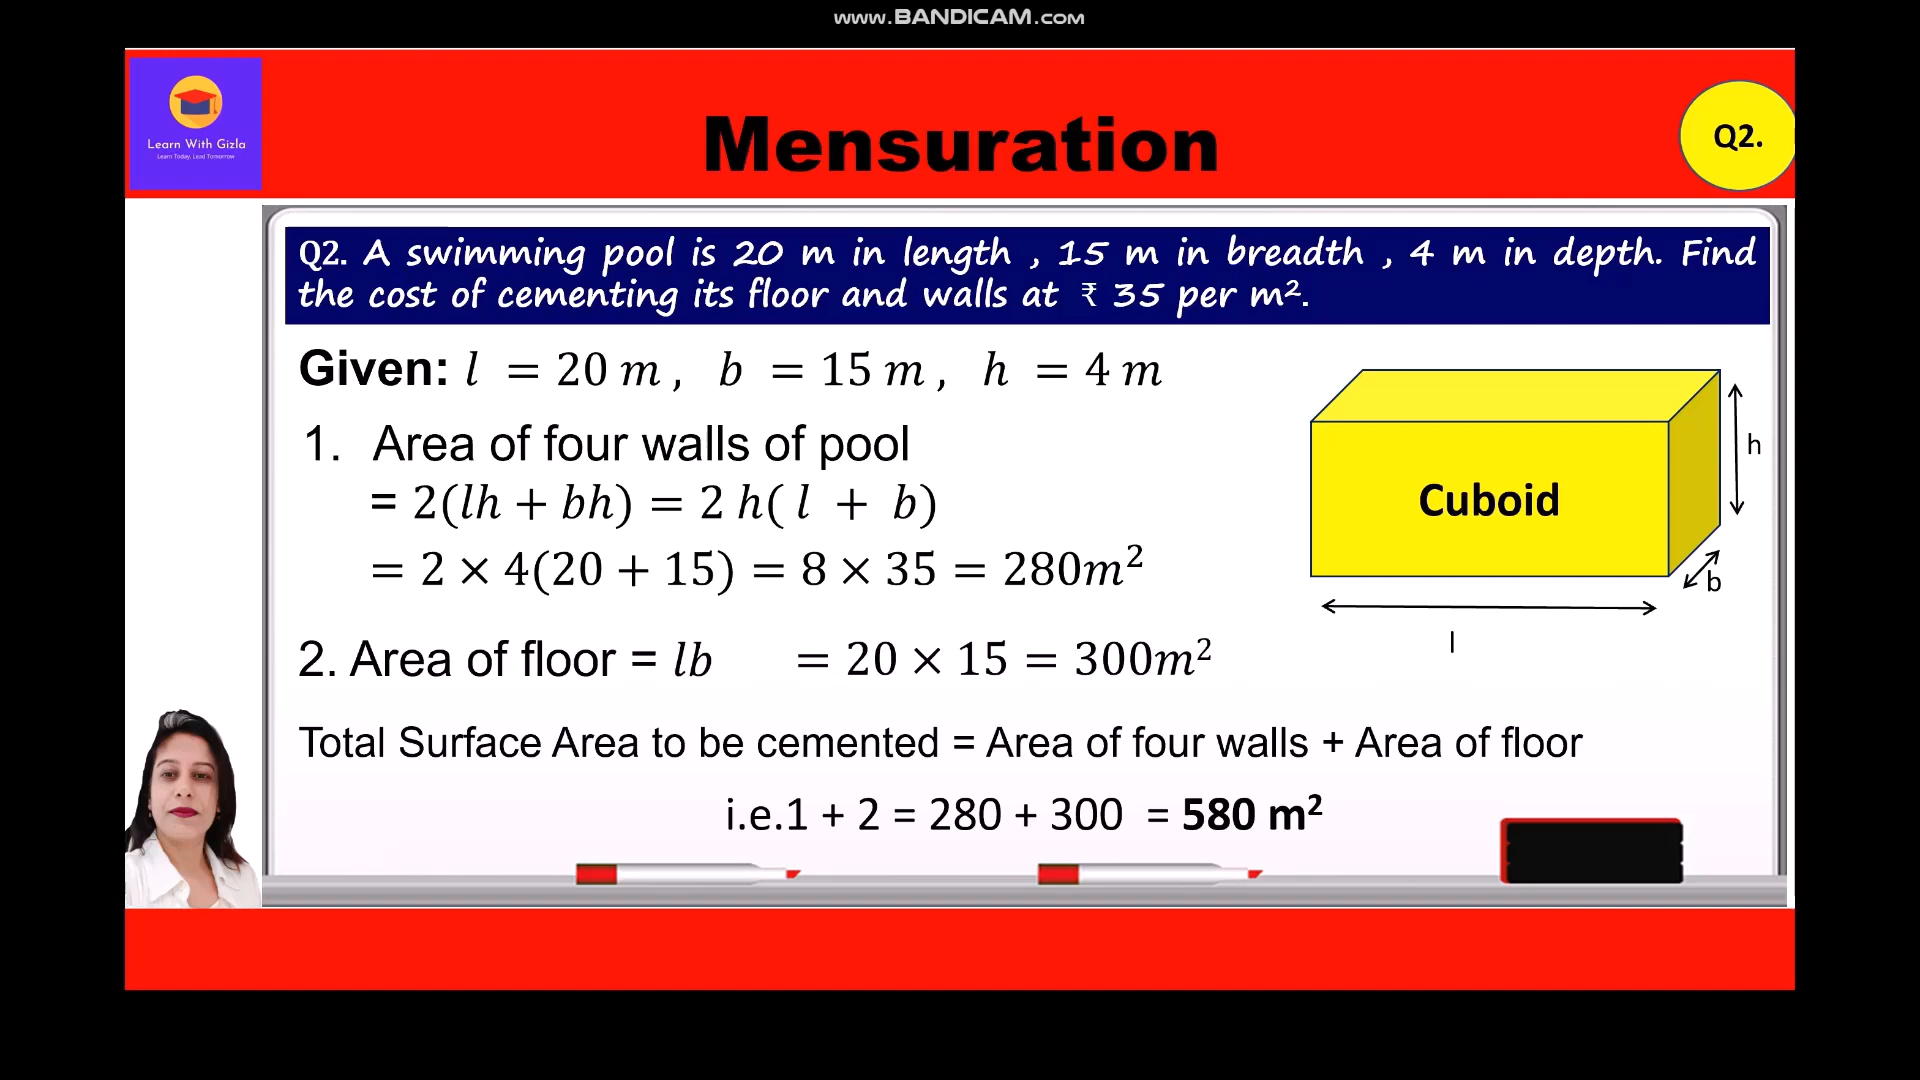 www.BANDICAM.com
Learn With Gizla
Learn Today, Lead Tomorrow
Mensuration
Q2.
Q2. A swimming pool is 20 m in length , 15 m in breadth , 4 m in depth. Find
the cost of cementing its floor and walls at ₹ 35 per m².
Given: l = 20 m , b = 15 m , h = 4 m
1. Area of four walls of pool
= 2(lh + bh) = 2 h( l + b)
= 2 × 4(20 + 15) = 8 × 35 = 280m²
Cuboid
h
b
l
2. Area of floor = lb = 20 × 15 = 300m²
Total Surface Area to be cemented = Area of four walls + Area of floor
i.e.1 + 2 = 280 + 300 = 580 m²